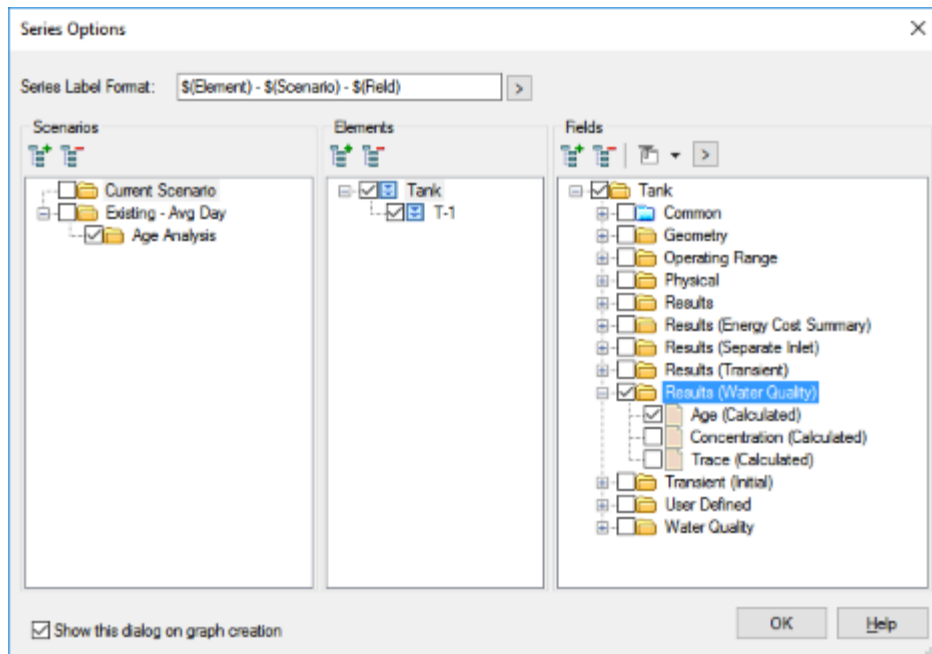 Series Options
Series Label Format: $(Element) - $(Scenario) - $(Field) >
Scenarios
Current Scenario
Existing - Avg Day
Age Analysis
Elements
Tank
T-1
Fields
>
Tank
Common
Geometry
Operating Range
Physical
Results
Results (Energy Cost Summary)
Results (Separate Inlet)
Results (Transient)
Results (Water Quality)
Age (Calculated)
Concentration (Calculated)
Trace (Calculated)
Transient (Initial)
User Defined
Water Quality
Show this dialog on graph creation
OK
Help